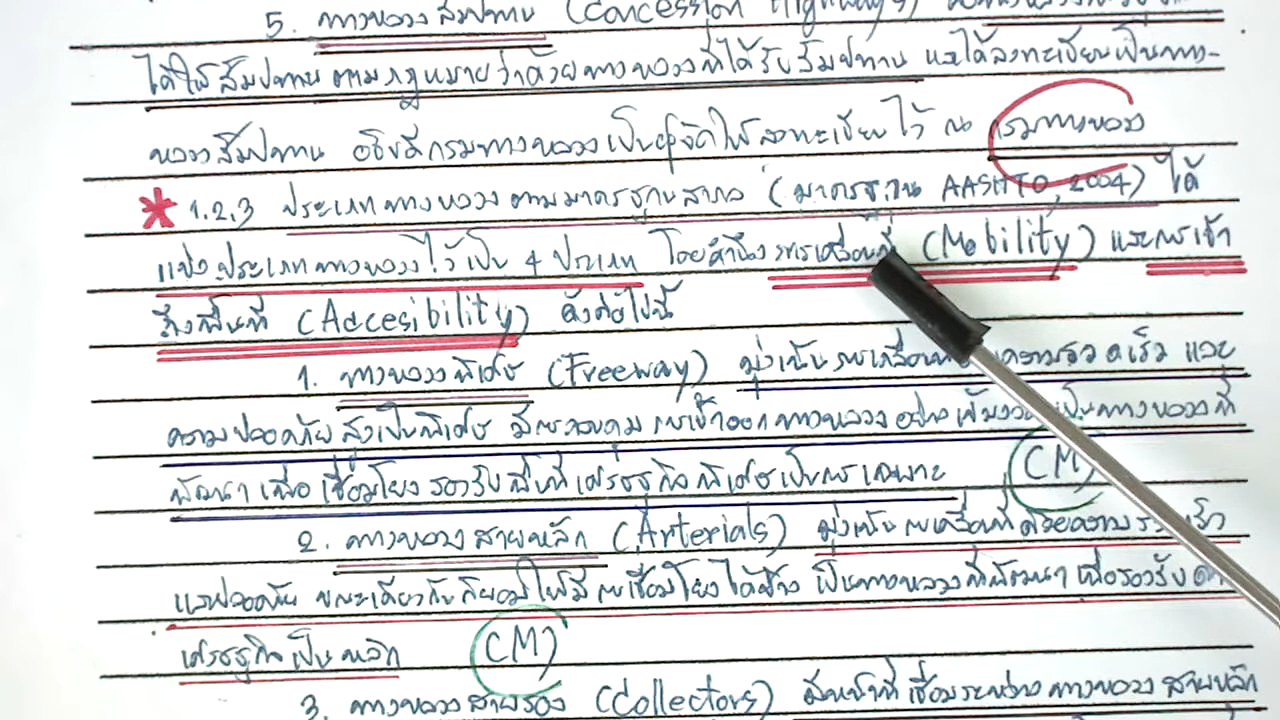 5. ทางหลวงสัมปทาน (Concession Highways)
ได้ให้สัมปทานตามกฎหมายว่าด้วยทางหลวงที่ได้รับสัมปทาน และได้ลงทะเบียนเป็นทาง-
หลวงสัมปทาน อธิบดีกรมทางหลวงเป็นผู้จัดให้ลงทะเบียนไว้ ณ กรมทางหลวง
* 1.2.3 ประเภททางหลวงตามมาตรฐานสากล (มาตรฐาน AASHTO, 2004) ได้
แบ่งประเภททางหลวงไว้เป็น 4 ประเภท โดยคำนึง การเคลื่อนที่ (Mobility) และการเข้า
ถึงพื้นที่ (Adcesibility) ดังต่อไปนี้
1. ทางหลวงพิเศษ (Freeway) มุ่งเน้นการเคลื่อนที่ ความรวดเร็ว และ
ความปลอดภัยสูงเป็นพิเศษ มีการควบคุมการเข้าออกทางหลวงอย่างเข้มงวด เป็นทางหลวงที่
พัฒนาเพื่อเชื่อมโยงรองรับพื้นที่เศรษฐกิจพิเศษเป็นการเฉพาะ (CM)
2. ทางหลวงสายหลัก (Arterials) มุ่งเน้นการเคลื่อนที่ด้วยความรวดเร็ว
และปลอดภัย ขณะเดียวกันก็ยอมให้มีการเชื่อมโยงได้บ้าง เป็นทางหลวงที่พัฒนาเพื่อรองรับ
เศรษฐกิจเป็นหลัก (CM)
3. ทางหลวงสายรอง (Collectors) มีหน้าที่เชื่อมระหว่างทางหลวงสายหลัก